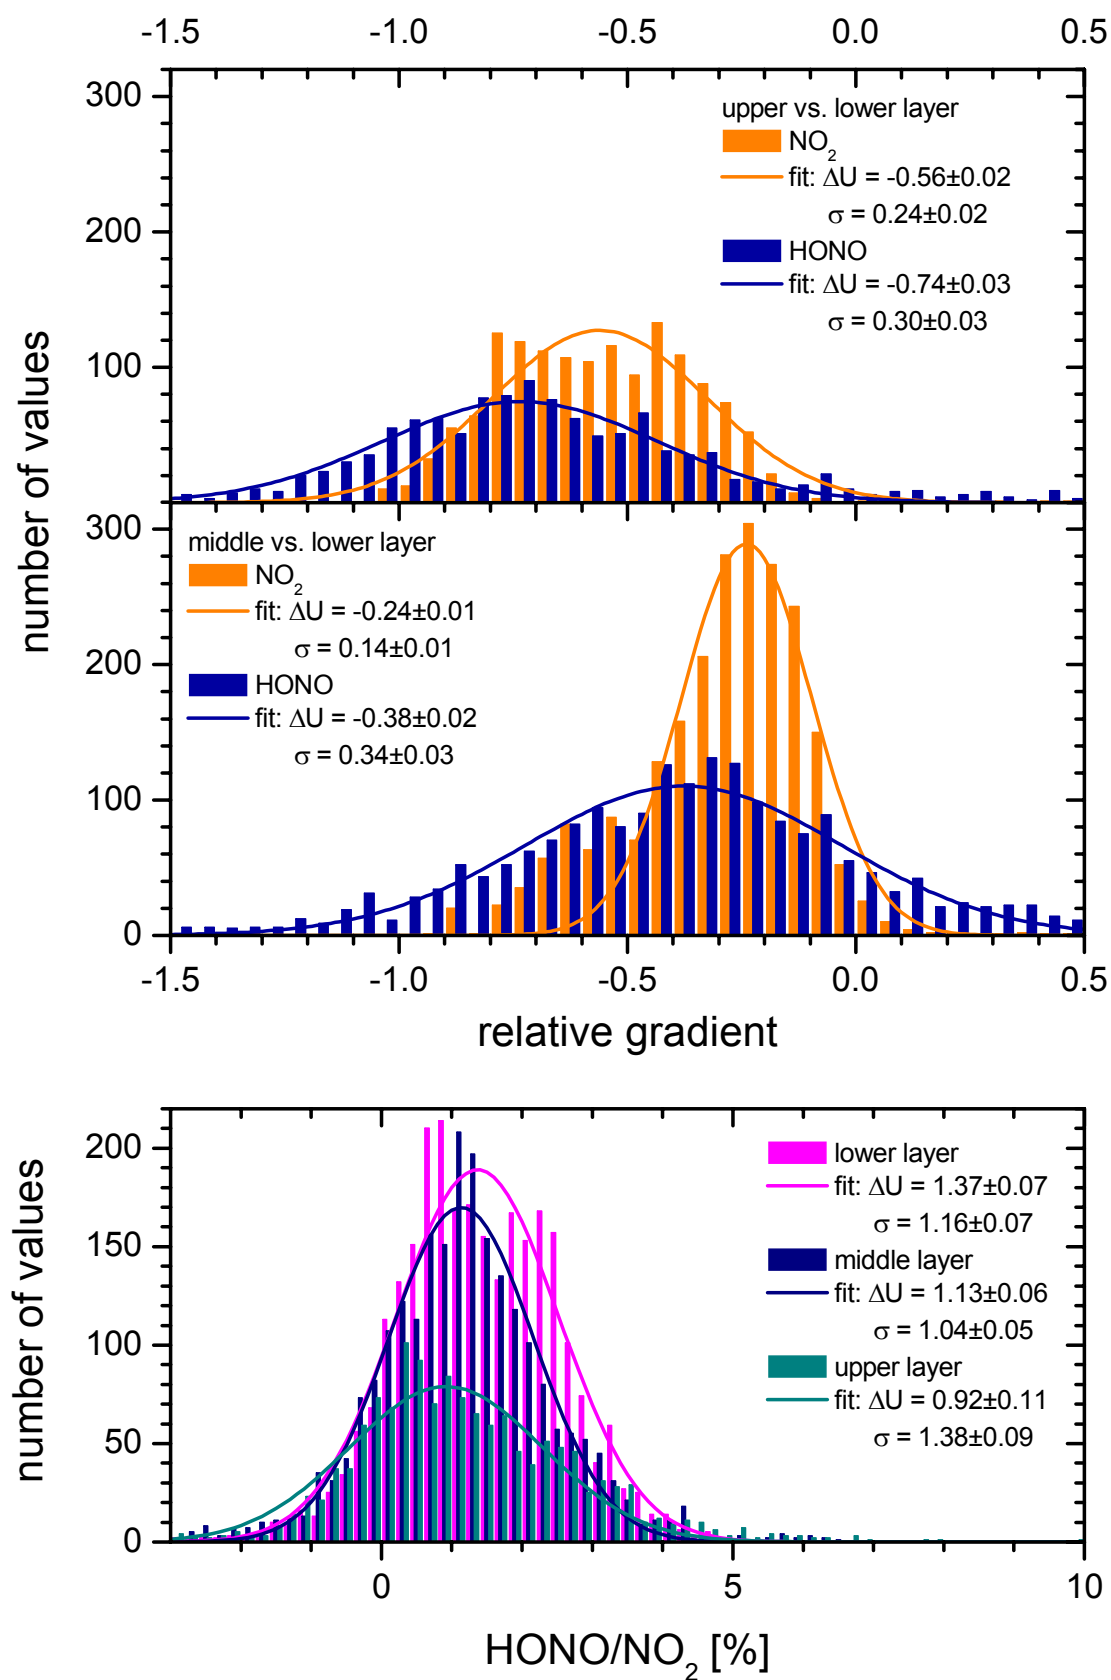 -1.5 -1.0 -0.5 0.0 0.5
300
200
100
0
number of values
upper vs. lower layer
NO2
fit: ΔU = -0.56±0.02
σ = 0.24±0.02
HONO
fit: ΔU = -0.74±0.03
σ = 0.30±0.03
300
200
100
0
middle vs. lower layer
NO2
fit: ΔU = -0.24±0.01
σ = 0.14±0.01
HONO
fit: ΔU = -0.38±0.02
σ = 0.34±0.03
-1.5 -1.0 -0.5 0.0 0.5
relative gradient
200
150
100
50
0
number of values
lower layer
fit: ΔU = 1.37±0.07
σ = 1.16±0.07
middle layer
fit: ΔU = 1.13±0.06
σ = 1.04±0.05
upper layer
fit: ΔU = 0.92±0.11
σ = 1.38±0.09
0 5 10
HONO/NO2 [%]